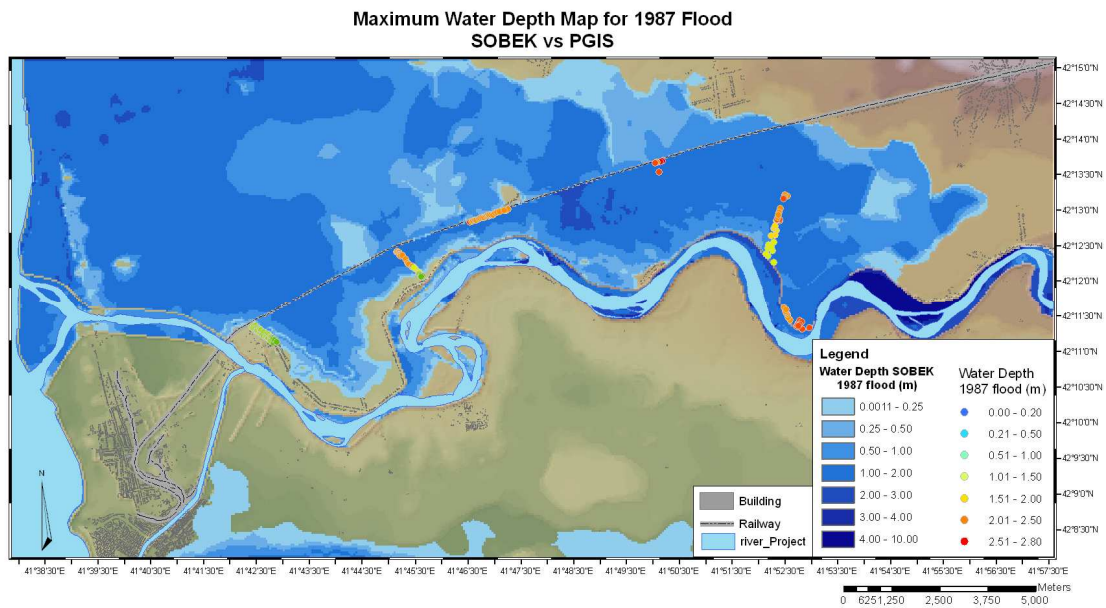 Maximum Water Depth Map for 1987 Flood
SOBEK vs PGIS
42°15'0"N
42°14'30"N
42°14'0"N
42°13'30"N
42°13'0"N
42°12'30"N
42°12'0"N
42°11'30"N
42°11'0"N
42°10'30"N
42°10'0"N
42°9'30"N
42°9'0"N
42°8'30"N
N
Building
Railway
river_Project
Legend
Water Depth SOBEK
1987 flood (m)
0.0011 - 0.25
0.25 - 0.50
0.50 - 1.00
1.00 - 2.00
2.00 - 3.00
3.00 - 4.00
4.00 - 10.00
Water Depth
1987 flood (m)
0.00 - 0.20
0.21 - 0.50
0.51 - 1.00
1.01 - 1.50
1.51 - 2.00
2.01 - 2.50
2.51 - 2.80
41°38'30"E 41°39'30"E 41°40'30"E 41°41'30"E 41°42'30"E 41°43'30"E 41°44'30"E 41°45'30"E 41°46'30"E 41°47'30"E 41°48'30"E 41°49'30"E 41°50'30"E 41°51'30"E 41°52'30"E 41°53'30"E 41°54'30"E 41°55'30"E 41°56'30"E 41°57'30"E
Meters
0 625 1,250 2,500 3,750 5,000